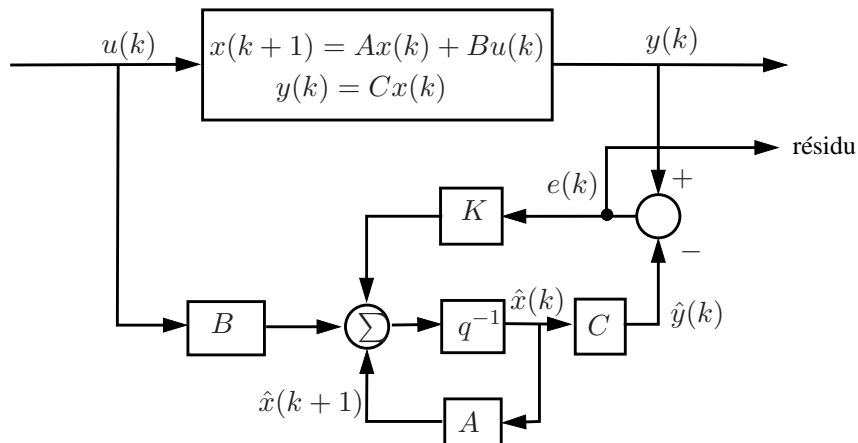 u(k)
x(k + 1) = Ax(k) + Bu(k)
y(k) = Cx(k)
y(k)
résidu
e(k)
+
K
−
B
∑
q⁻¹
x̂(k)
C
ŷ(k)
x̂(k + 1)
A